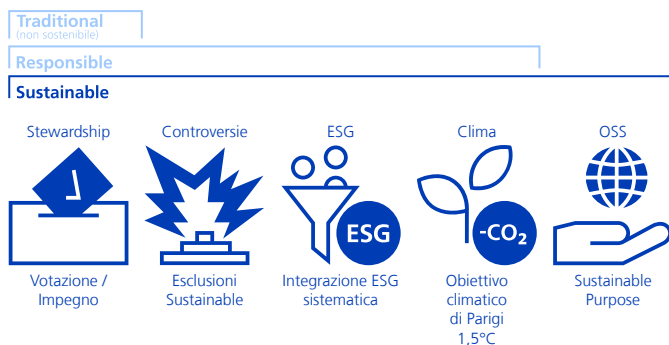 Traditional
(non sostenibile)
Responsible
Sustainable
Stewardship
Controversie
ESG
Clima
OSS
ESG
-CO₂
Votazione /
Impegno
Esclusioni
Sustainable
Integrazione ESG
sistematica
Obiettivo
climatico
di Parigi
1,5°C
Sustainable
Purpose